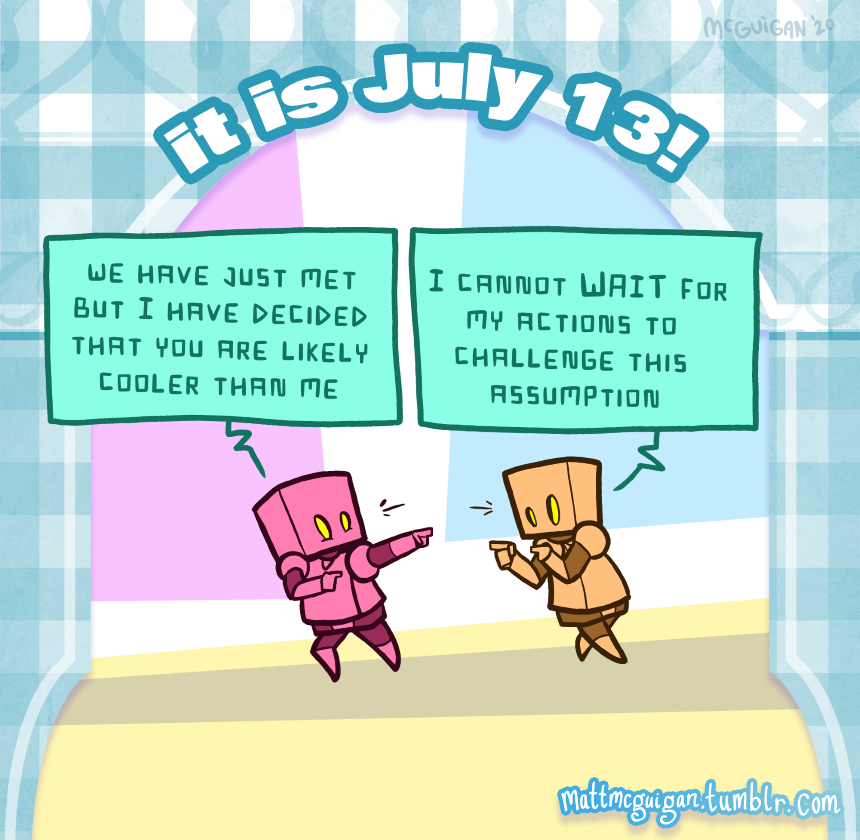 McGUiGAN '20
it is July 13!
WE HAVE JUST MET
BUT I HAVE DECIDED
THAT YOU ARE LIKELY
COOLER THAN ME
I CANNOT WAIT FOR
MY ACTIONS TO
CHALLENGE THIS
ASSUMPTION
mattmcguigan.tumblr.com